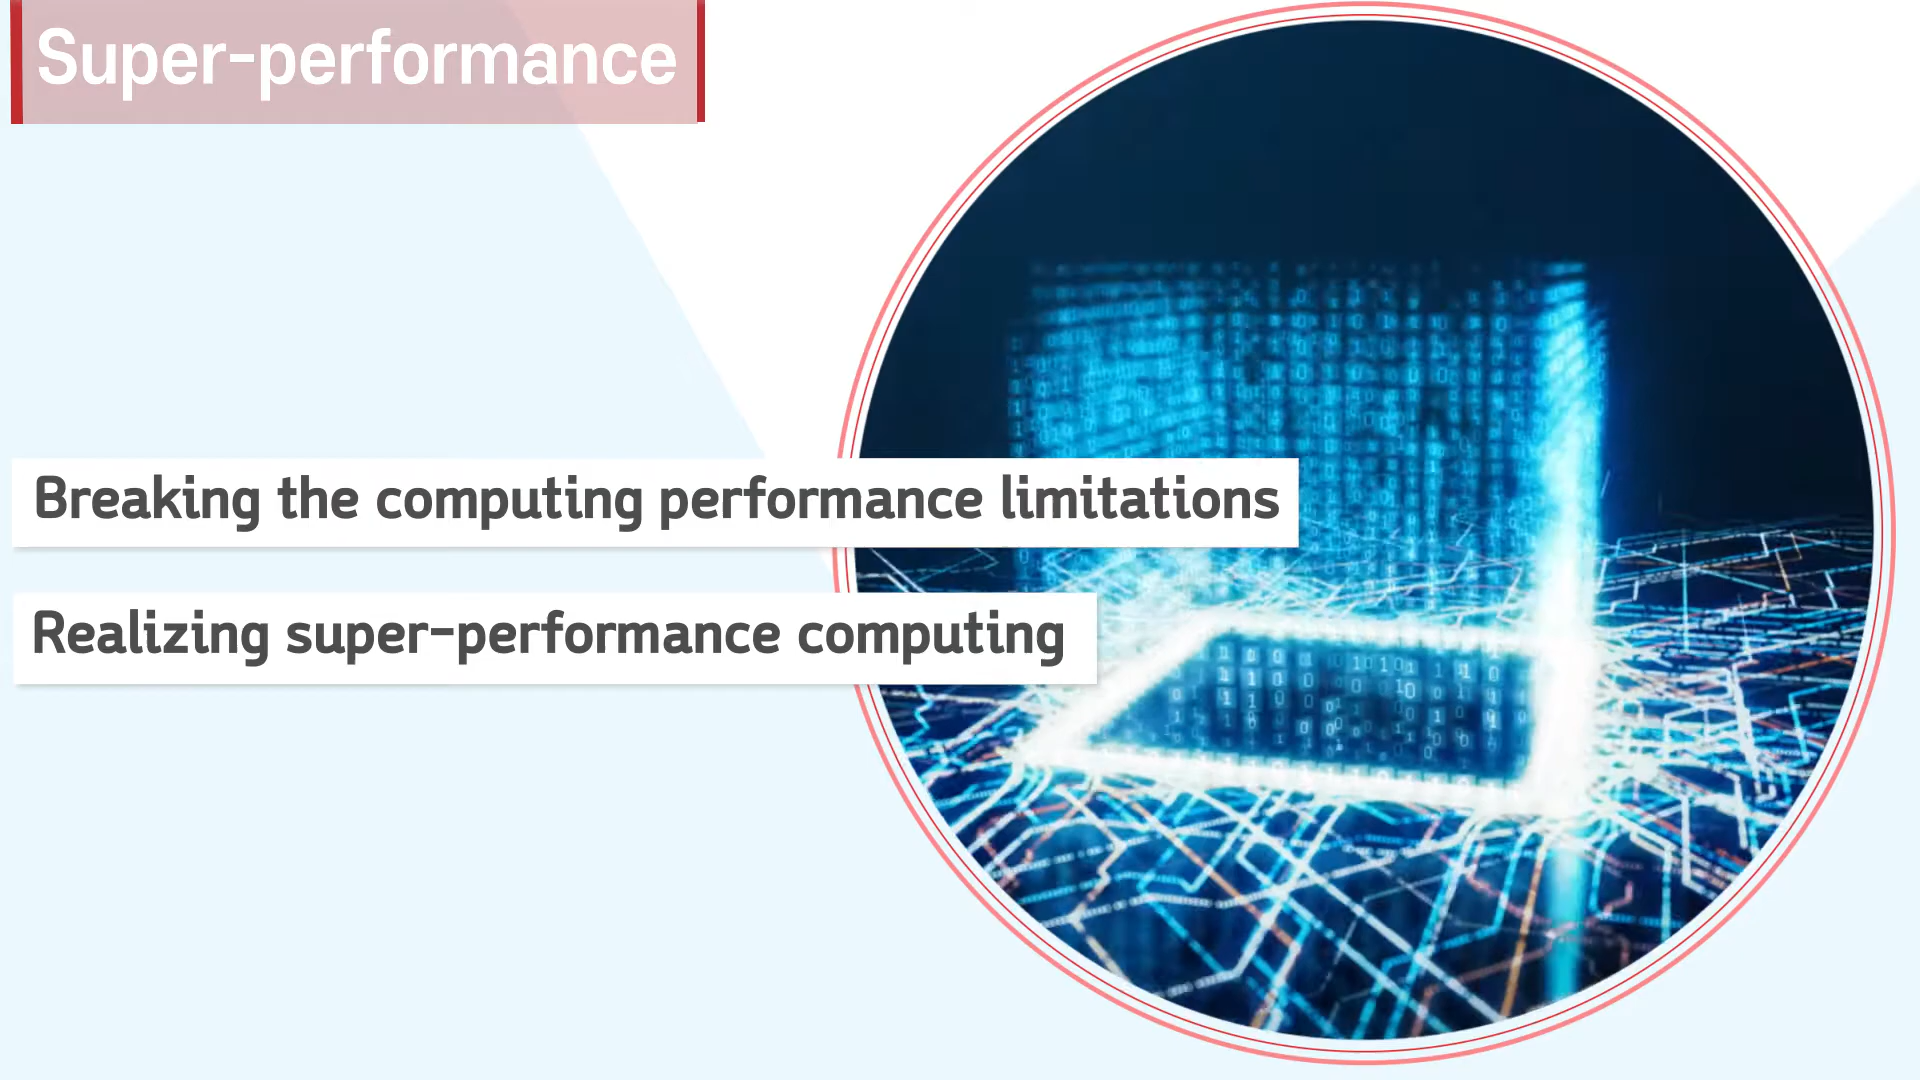 Super-performance
Breaking the computing performance limitations
Realizing super-performance computing